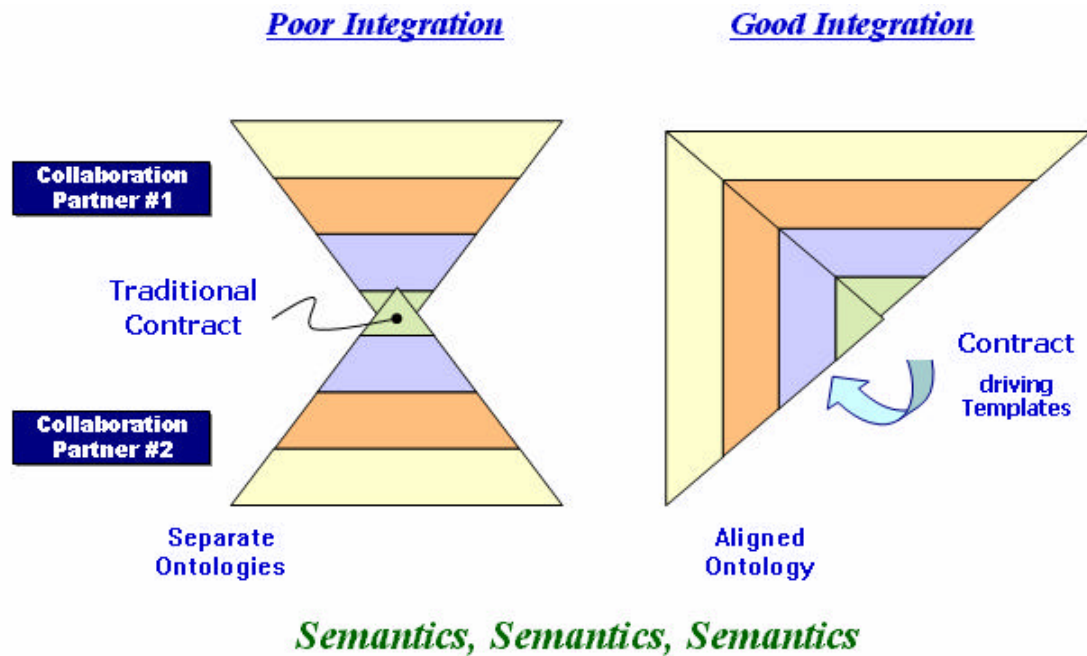 Poor Integration
Good Integration
Collaboration
Partner #1
Traditional
Contract
Collaboration
Partner #2
Contract
driving
Templates
Separate
Ontologies
Aligned
Ontology
Semantics, Semantics, Semantics